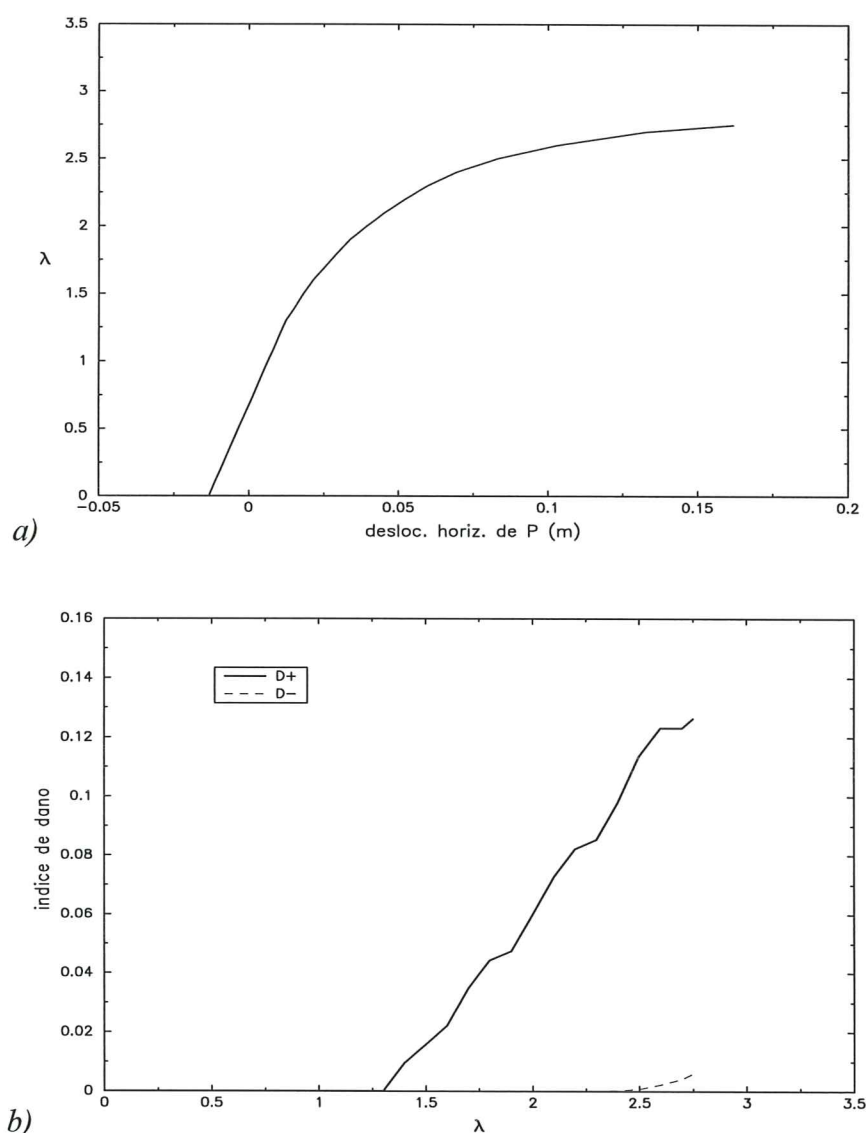 3.5
3
2.5
2
λ
1.5
1
0.5
0
−0.05 0 0.05 0.1 0.15 0.2
a)
desloc. horiz. de P (m)
0.16
D+
D−
0.14
0.12
0.1
indice de dano
0.08
0.06
0.04
0.02
0
0 0.5 1 1.5 2 2.5 3 3.5
b)
λ